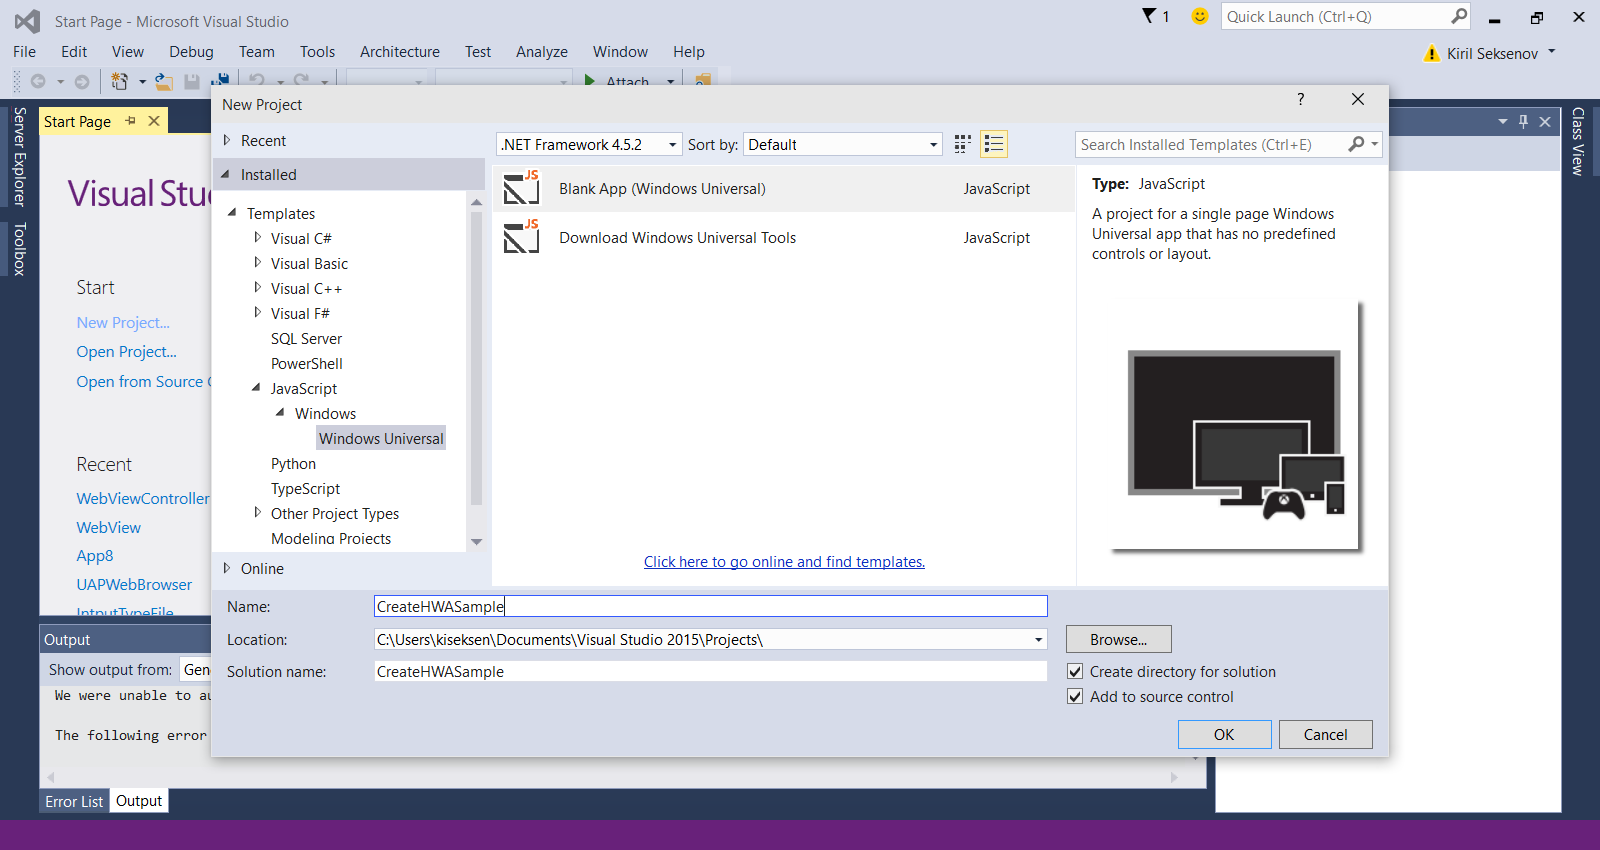 Start Page - Microsoft Visual Studio
1
Quick Launch (Ctrl+Q)
File Edit View Debug Team Tools Architecture Test Analyze Window Help
Kiril Seksenov
Attach
Server Explorer
Toolbox
Start Page
Class View
Visual Stu
Start
New Project...
Open Project...
Open from Source
Recent
WebViewController
WebView
App8
UAPWebBrowser
IntputTypeFile
New Project
?
Recent
Installed
Templates
Visual C#
Visual Basic
Visual C++
Visual F#
SQL Server
PowerShell
JavaScript
Windows
Windows Universal
Python
TypeScript
Other Project Types
Modeling Projects
Online
.NET Framework 4.5.2 Sort by: Default
Search Installed Templates (Ctrl+E)
JS
Blank App (Windows Universal) JavaScript
JS
Download Windows Universal Tools JavaScript
Click here to go online and find templates.
Type: JavaScript
A project for a single page Windows
Universal app that has no predefined
controls or layout.
Name: CreateHWASample
Location: C:\Users\kiseksen\Documents\Visual Studio 2015\Projects\ Browse...
Solution name: CreateHWASample
Create directory for solution
Add to source control
OK Cancel
Output
Show output from: Gen
We were unable to au
The following error
Error List Output